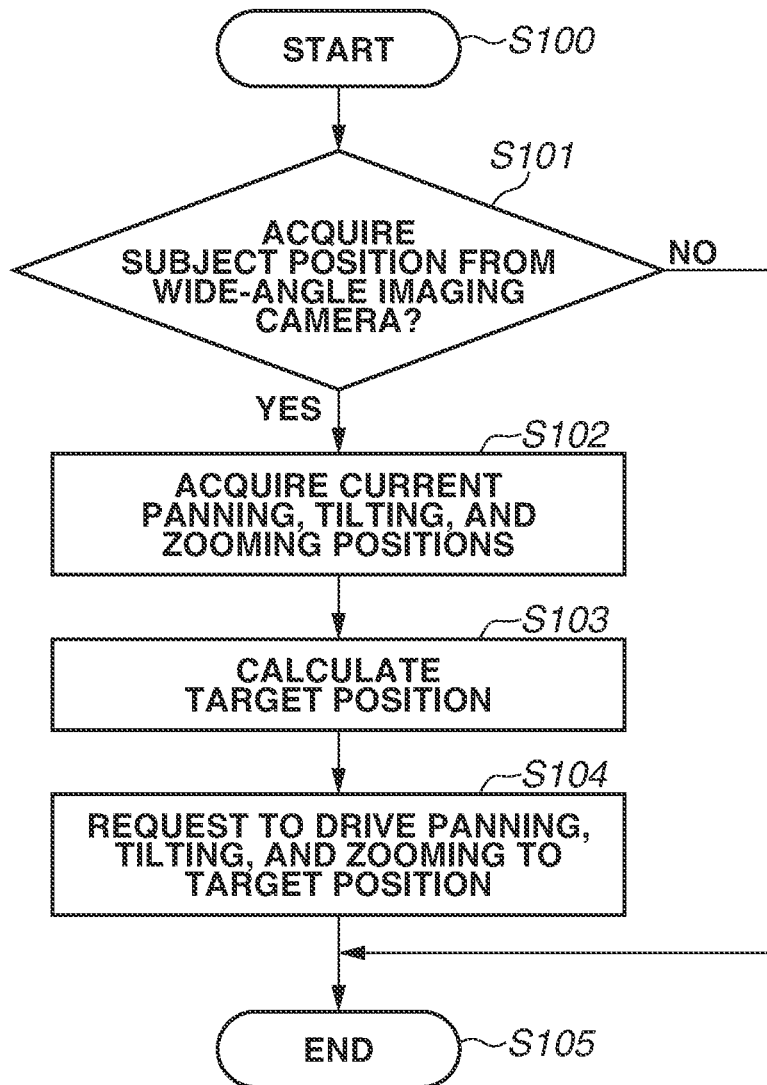 START
S100
S101
ACQUIRE
SUBJECT POSITION FROM
WIDE-ANGLE IMAGING
CAMERA?
NO
YES
S102
ACQUIRE CURRENT
PANNING, TILTING, AND
ZOOMING POSITIONS
S103
CALCULATE
TARGET POSITION
S104
REQUEST TO DRIVE PANNING,
TILTING, AND ZOOMING TO
TARGET POSITION
END
S105